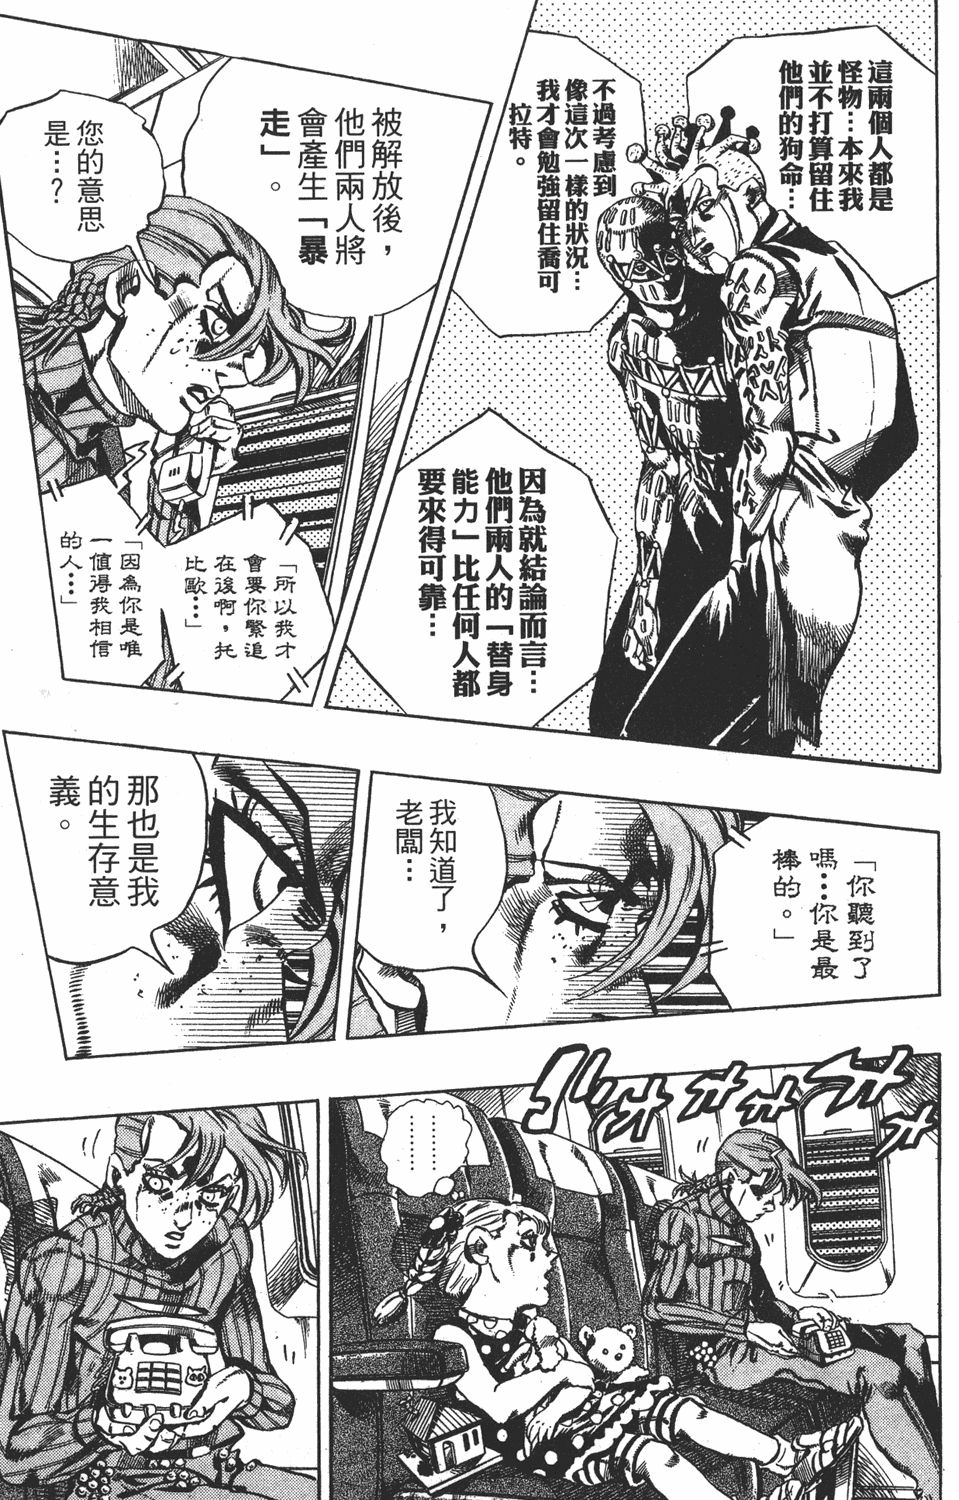 這兩個人都是
怪物…本來我
並不打算留住
他們的狗命…
不過考慮到
像這次一樣的狀況…
我才會勉強留住喬可
拉特。
因為就結論而言…
他們兩人的「替身
能力」比任何人都
要來得可靠…
被解放後，
他們兩人將
會產生「暴
走」。
您的意思
是…？
「所以我才
會要你緊追
在後啊，托
比歐…」
「因為你是唯
一值得我相信
的人…」
「你聽到了
嗎…你是最
棒的。」
我知道了，
老闆…
那也是我
的生存意
義。
ゴオオオオオ
………
………